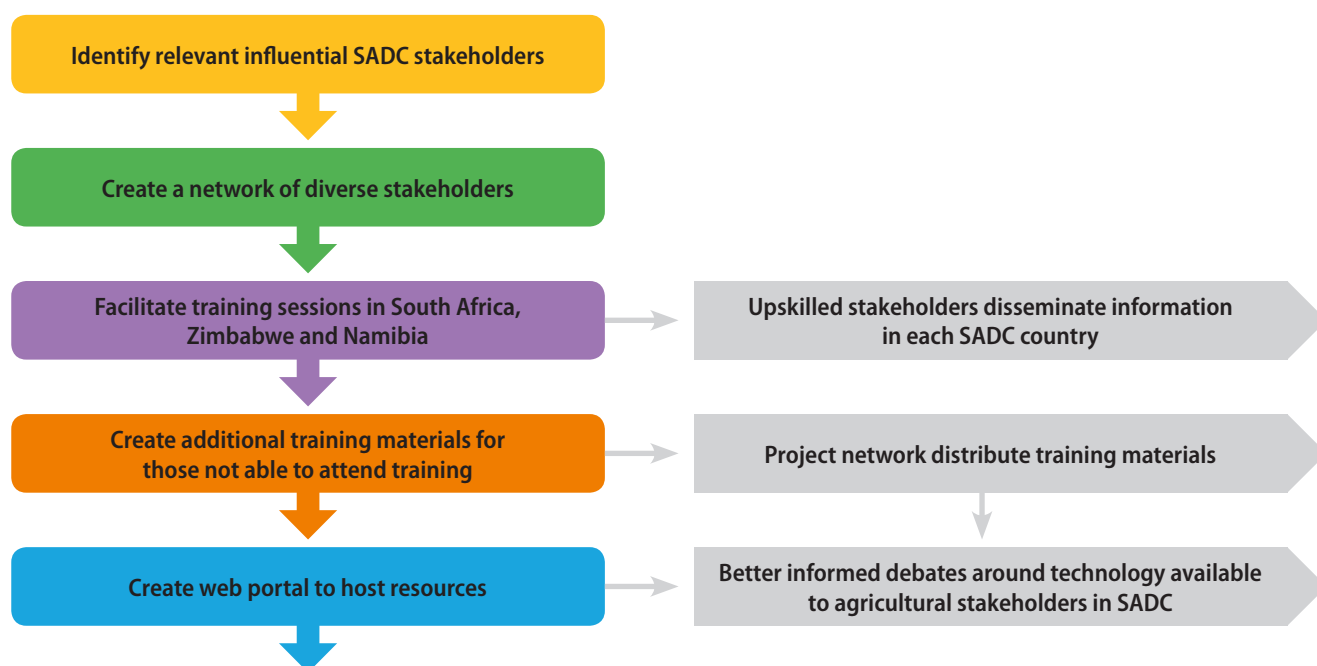 Identify relevant influential SADC stakeholders
Create a network of diverse stakeholders
Facilitate training sessions in South Africa,
Zimbabwe and Namibia
Upskilled stakeholders disseminate information
in each SADC country
Create additional training materials for
those not able to attend training
Project network distribute training materials
Create web portal to host resources
Better informed debates around technology available
to agricultural stakeholders in SADC